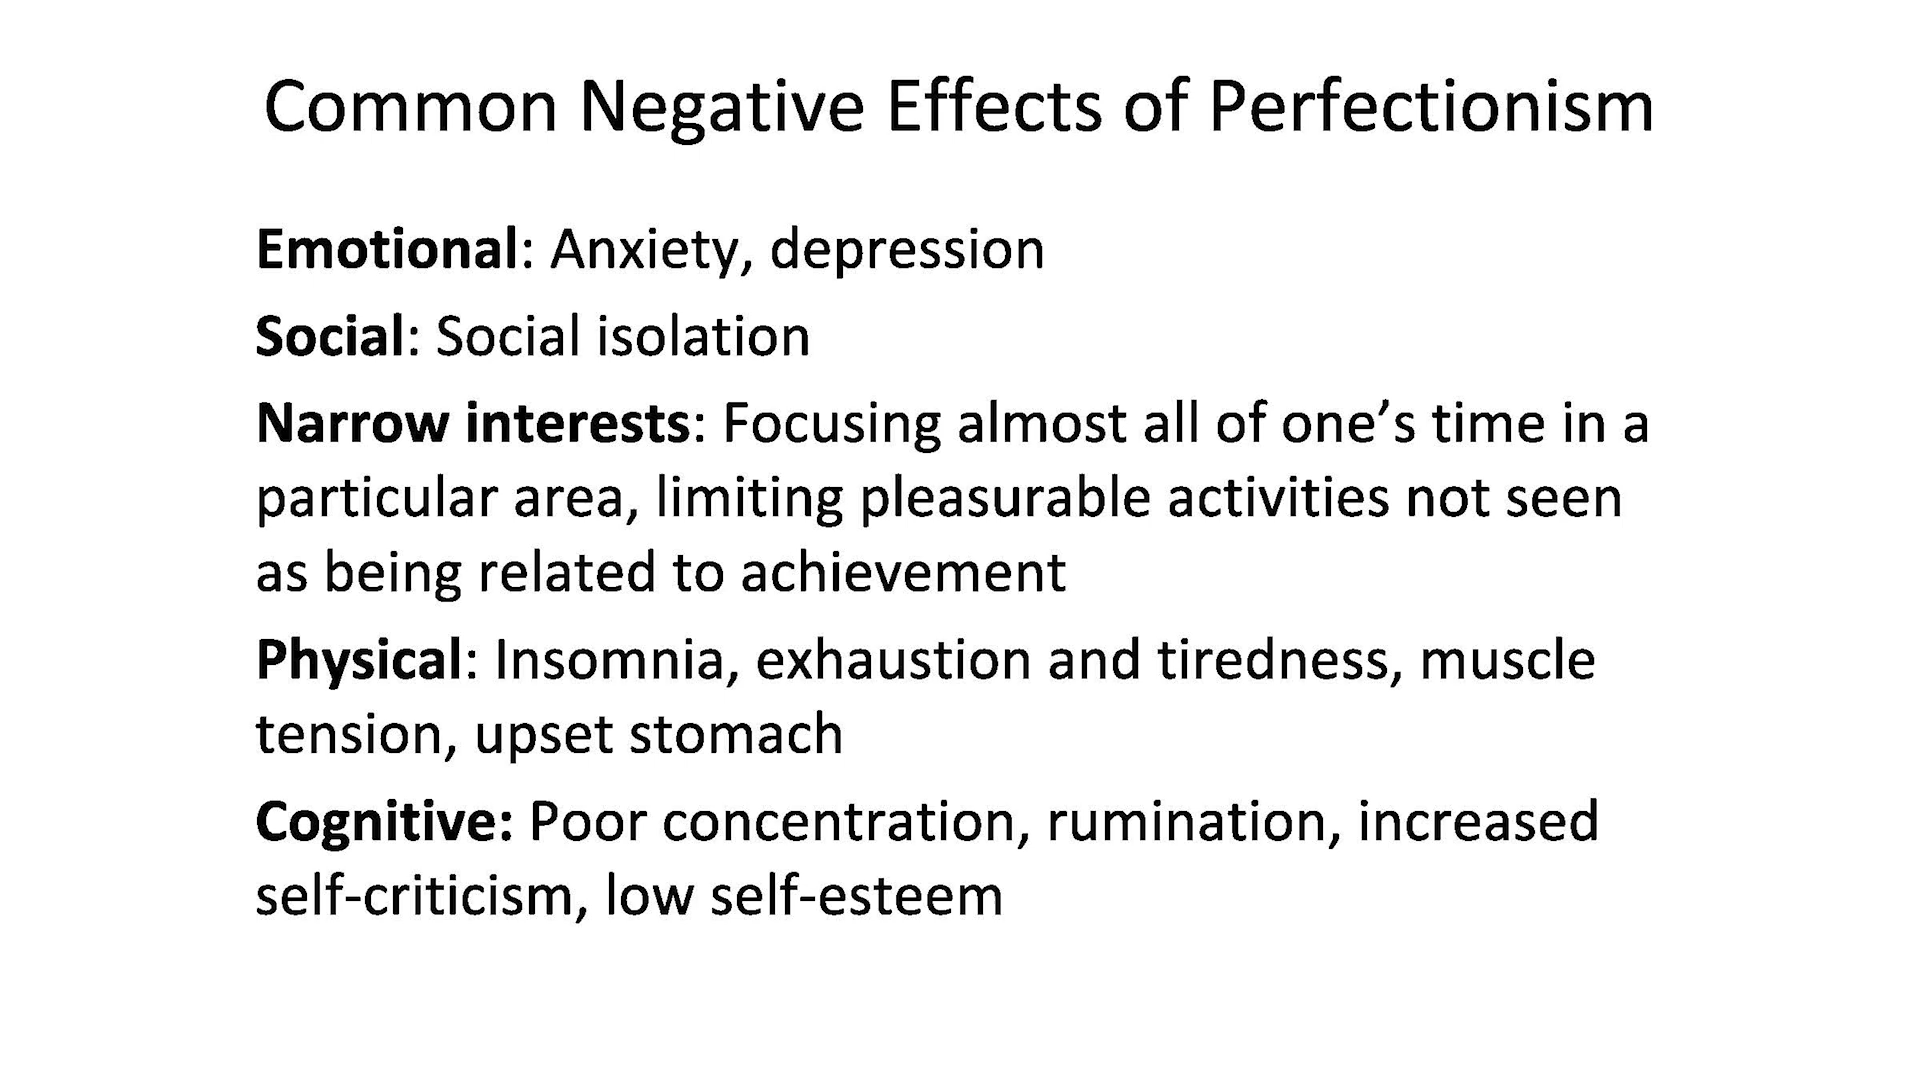 Common Negative Effects of Perfectionism
Emotional: Anxiety, depression
Social: Social isolation
Narrow interests: Focusing almost all of one’s time in a
particular area, limiting pleasurable activities not seen
as being related to achievement
Physical: Insomnia, exhaustion and tiredness, muscle
tension, upset stomach
Cognitive: Poor concentration, rumination, increased
self-criticism, low self-esteem